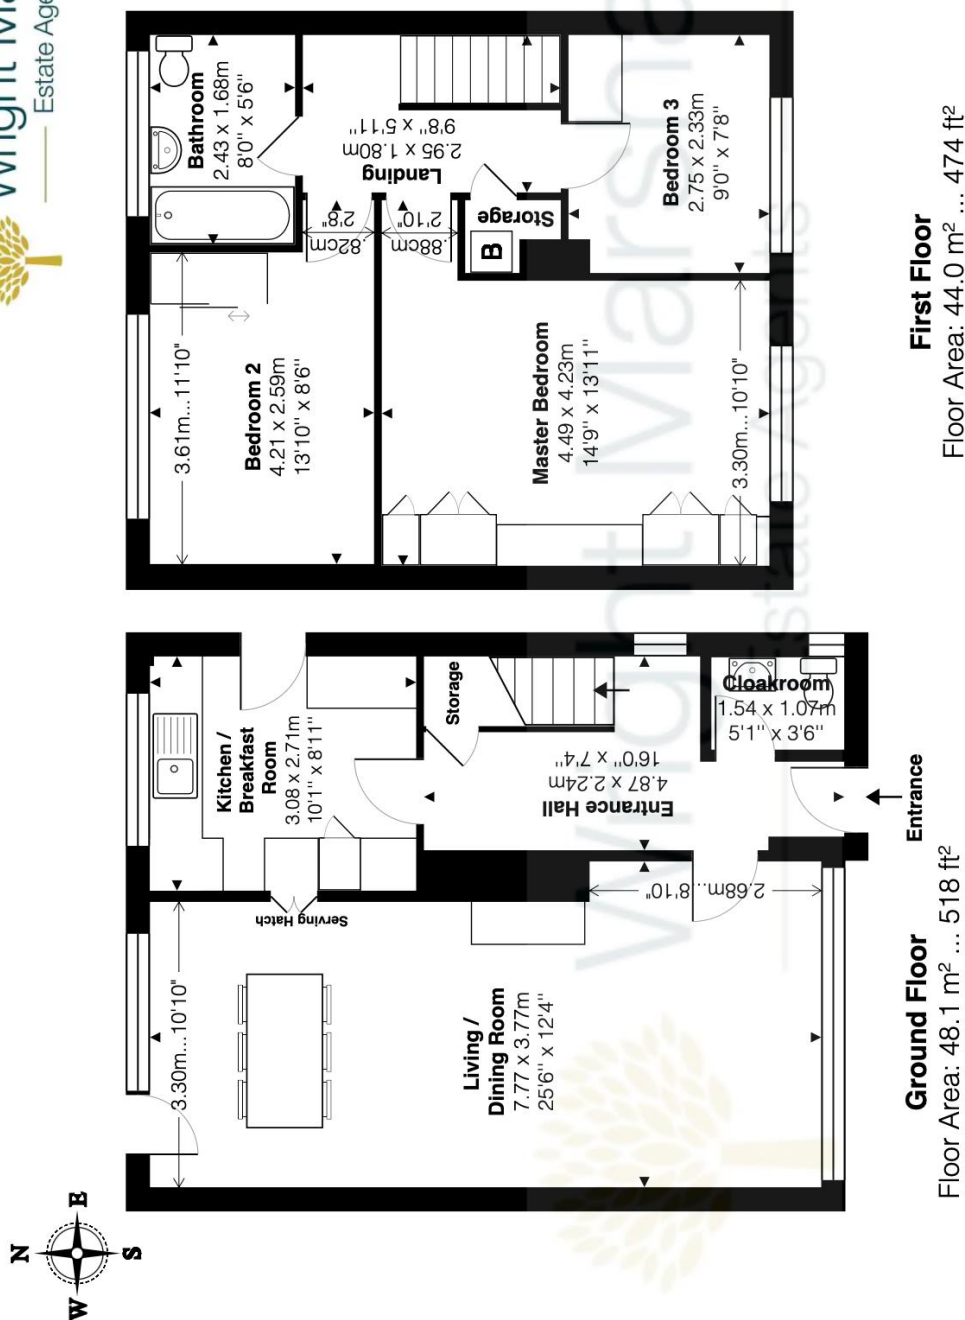 Wright Ma
Estate Age
N
E
S
W
Kitchen /
Breakfast
Room
3.08 x 2.71m
10'1" x 8'11"
Storage
Serving Hatch
3.30m...10'10"
Living /
Dining Room
7.77 x 3.77m
25'6" x 12'4"
Entrance Hall
4.87 x 2.24m
16'0" x 7'4"
2.68m...8'10"
Cloakroom
1.54 x 1.07m
5'1" x 3'6"
Entrance
Ground Floor
Floor Area: 48.1 m² ... 518 ft²
Bathroom
2.43 x 1.68m
8'0" x 5'6"
Landing
2.95 x 1.80m
9'8" x 5'11"
3.61m...11'10"
Bedroom 2
4.21 x 2.59m
13'10" x 8'6"
.82cm
2'8"
.88cm
2'10"
Storage
B
Master Bedroom
4.49 x 4.23m
14'9" x 13'11"
3.30m...10'10"
Bedroom 3
2.75 x 2.33m
9'0" x 7'8"
First Floor
Floor Area: 44.0 m² ... 474 ft²
Wright Marsha
Estate Agents